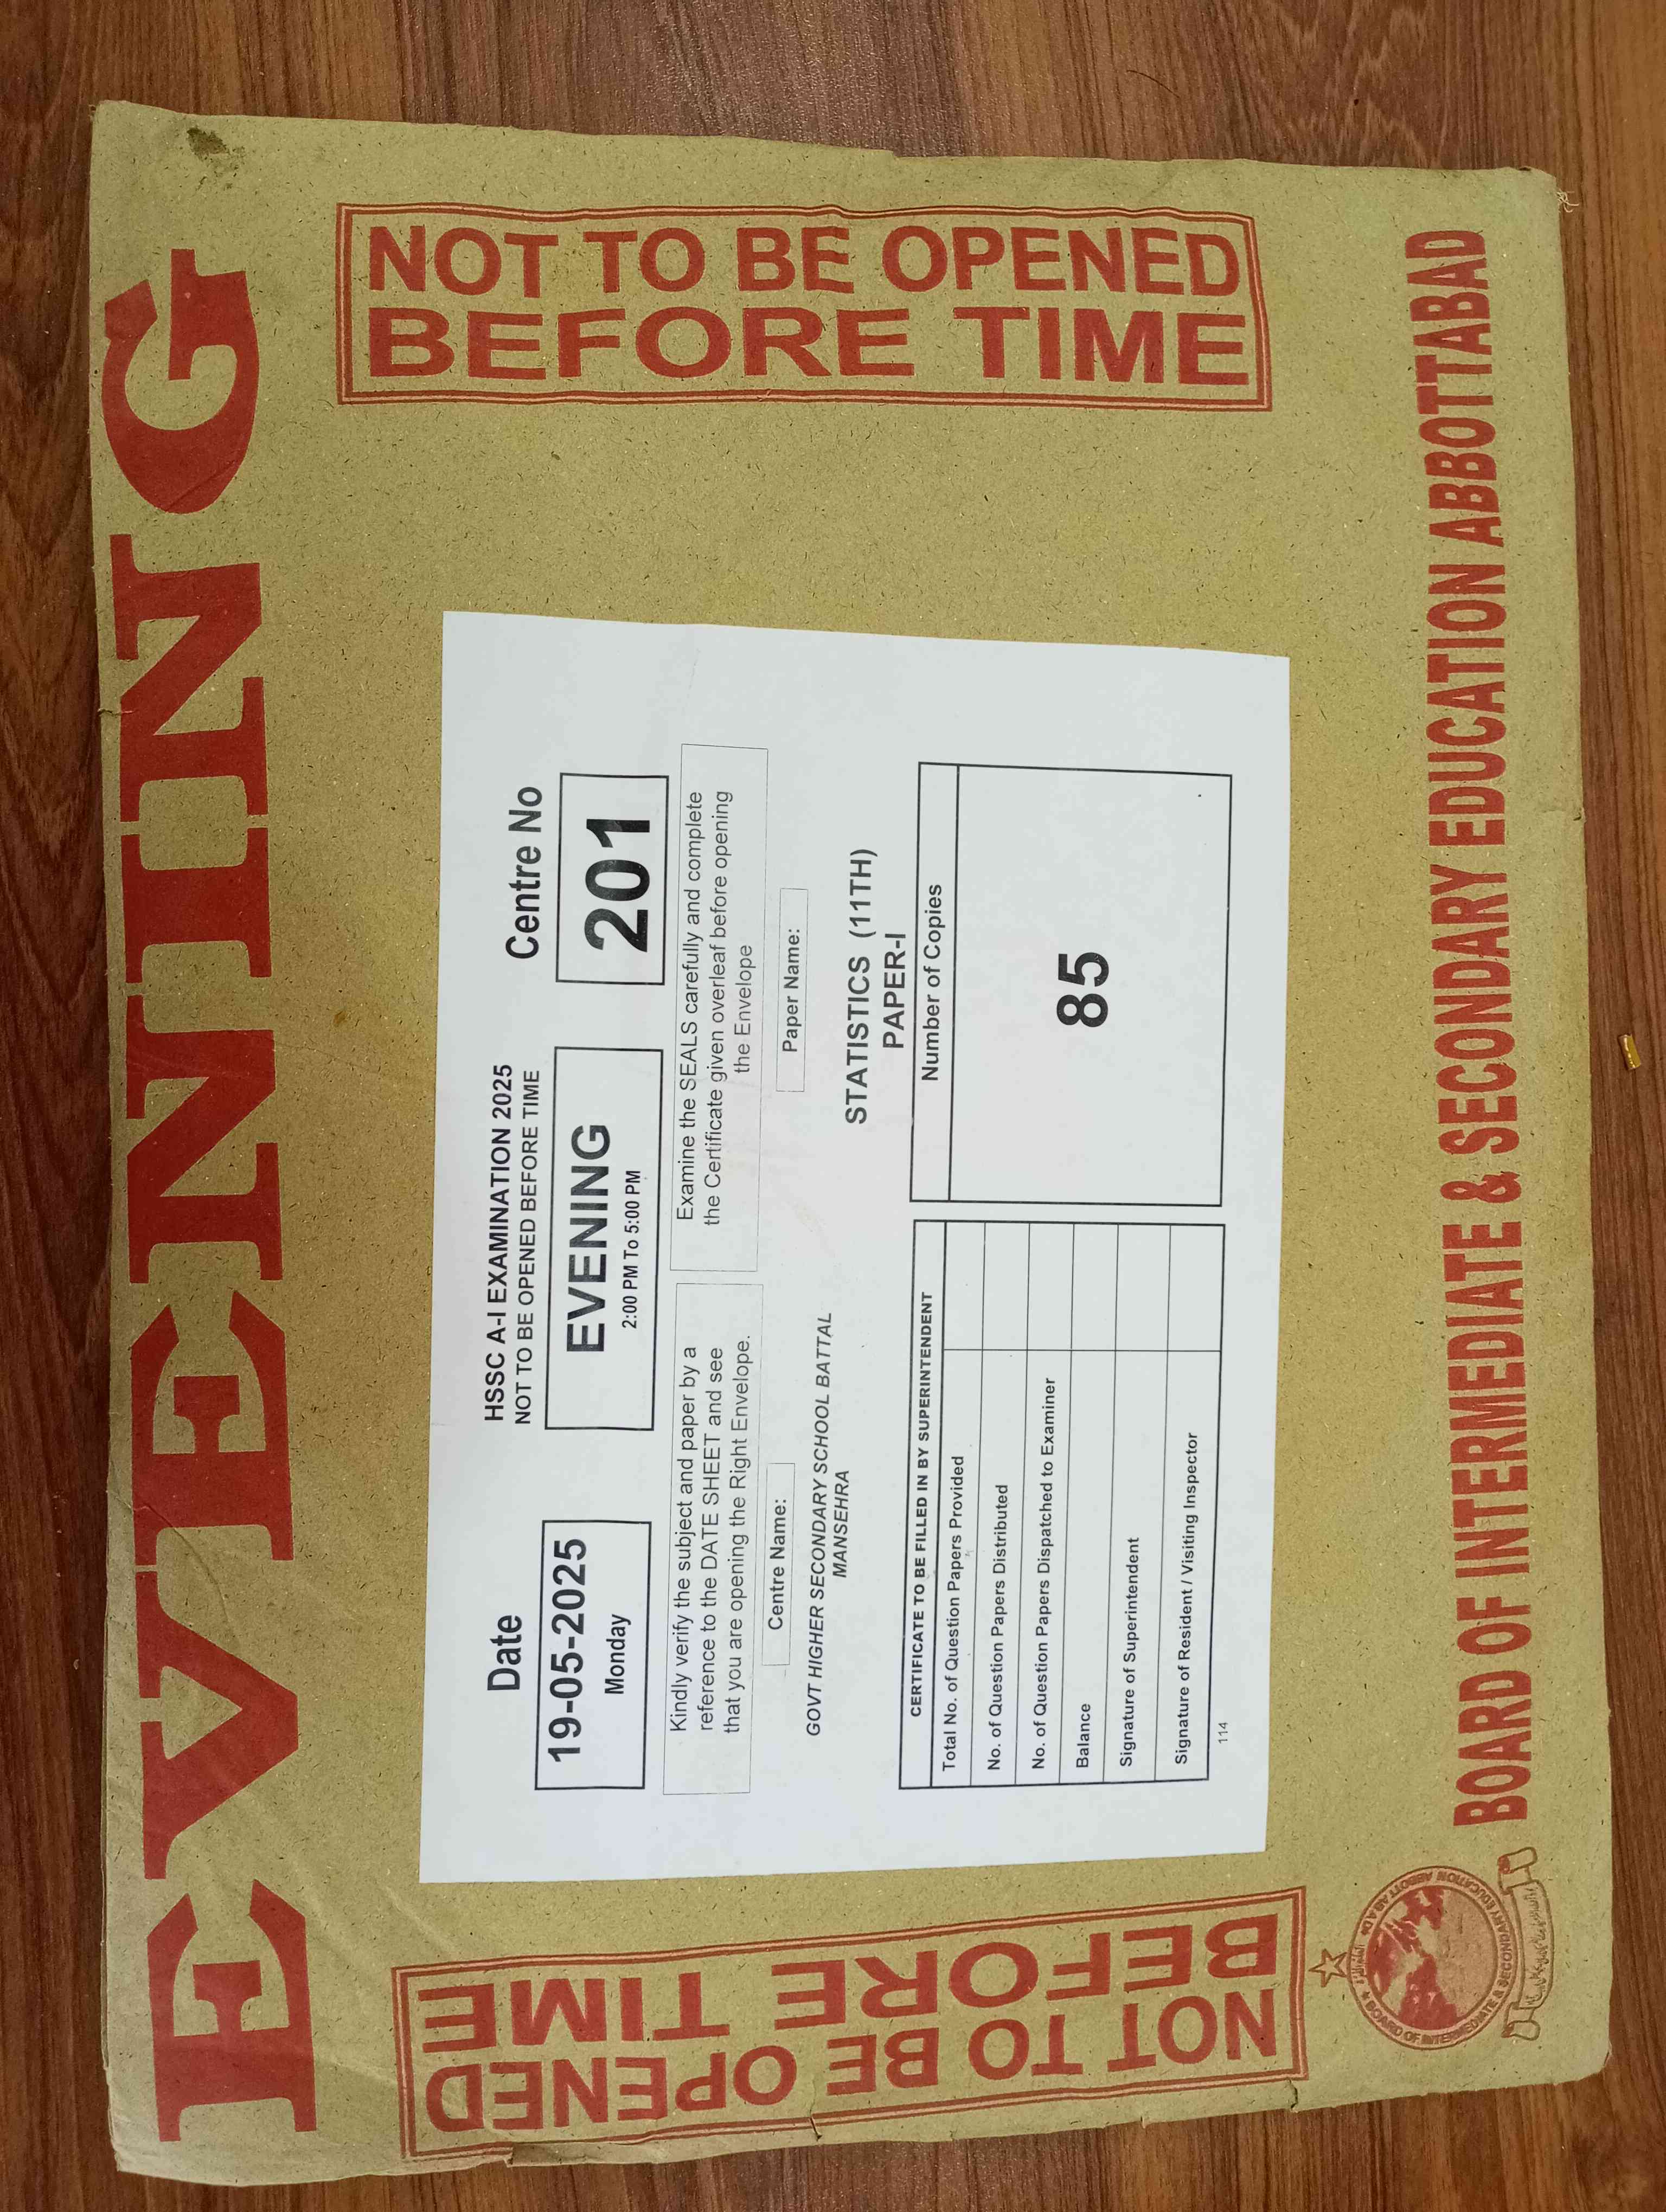 EVENING
NOT TO BE OPENED
BEFORE TIME
Date
19-05-2025
Monday
HSSC A-I EXAMINATION 2025
NOT TO BE OPENED BEFORE TIME
EVENING
2:00 PM To 5:00 PM
Centre No
201
Kindly verify the subject and paper by a
reference to the DATE SHEET and see
that you are opening the Right Envelope.
Examine the SEALS carefully and complete
the Certificate given overleaf before opening
the Envelope
Centre Name:
GOVT HIGHER SECONDARY SCHOOL BATTAL
MANSEHRA
Paper Name:
STATISTICS (11TH)
PAPER-I
CERTIFICATE TO BE FILLED IN BY SUPERINTENDENT
Total No. of Question Papers Provided
No. of Question Papers Distributed
No. of Question Papers Dispatched to Examiner
Balance
Signature of Superintendent
Signature of Resident / Visiting Inspector
114
Number of Copies
85
NOT TO BE OPENED
BEFORE TIME
BOARD OF INTERMEDIATE & SECONDARY EDUCATION ABBOTTABAD
BOARD OF INTERMEDIATE & SECONDARY EDUCATION ABBOTTABAD